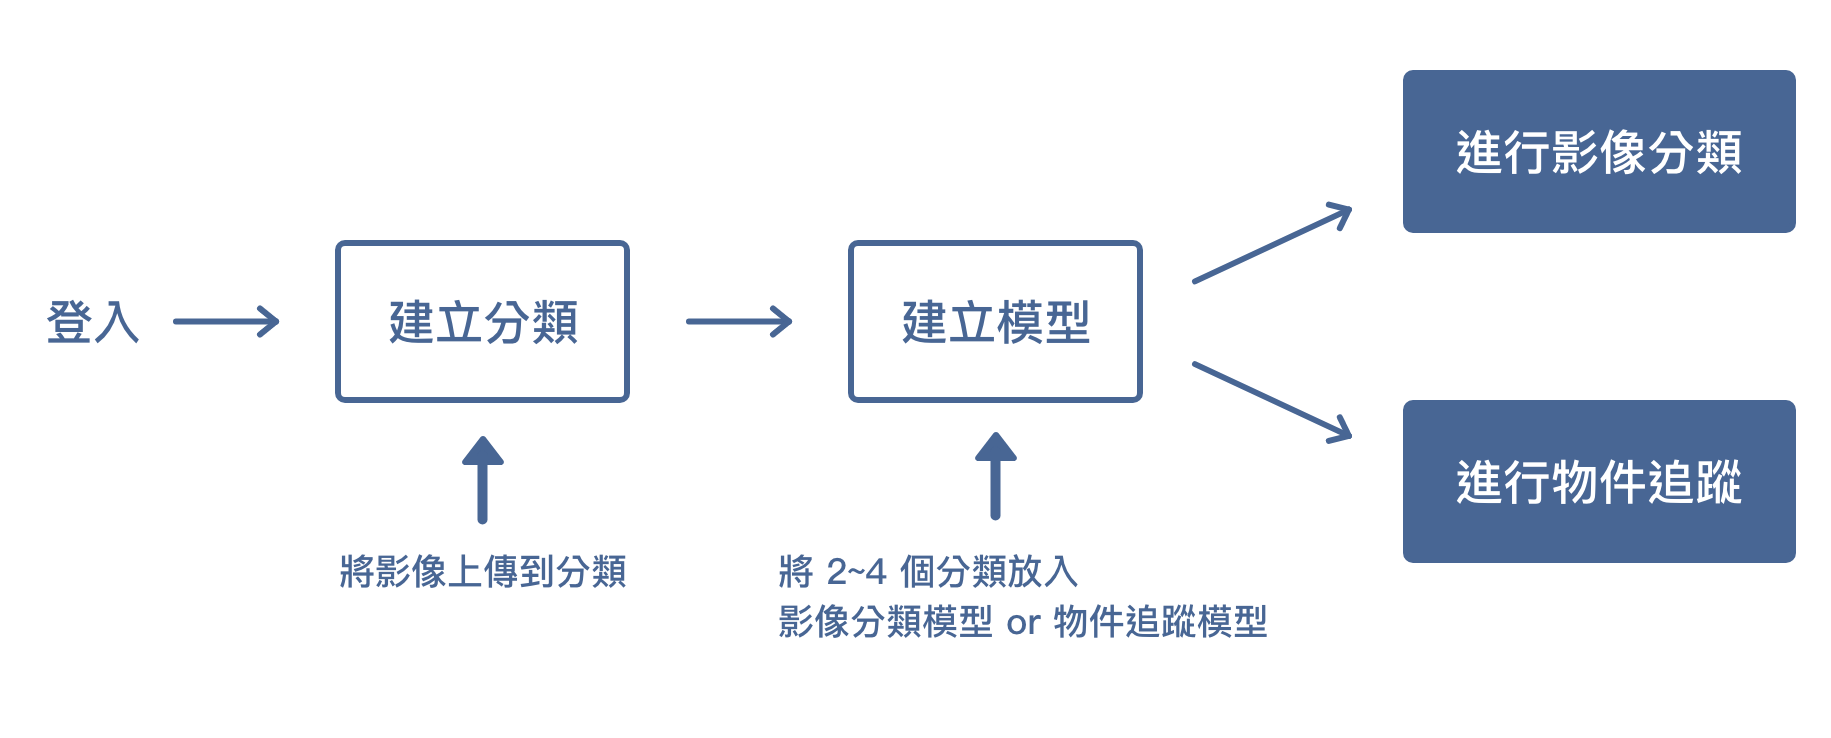 登入
建立分類
建立模型
進行影像分類
進行物件追蹤
將影像上傳到分類
將 2~4 個分類放入
影像分類模型 or 物件追蹤模型